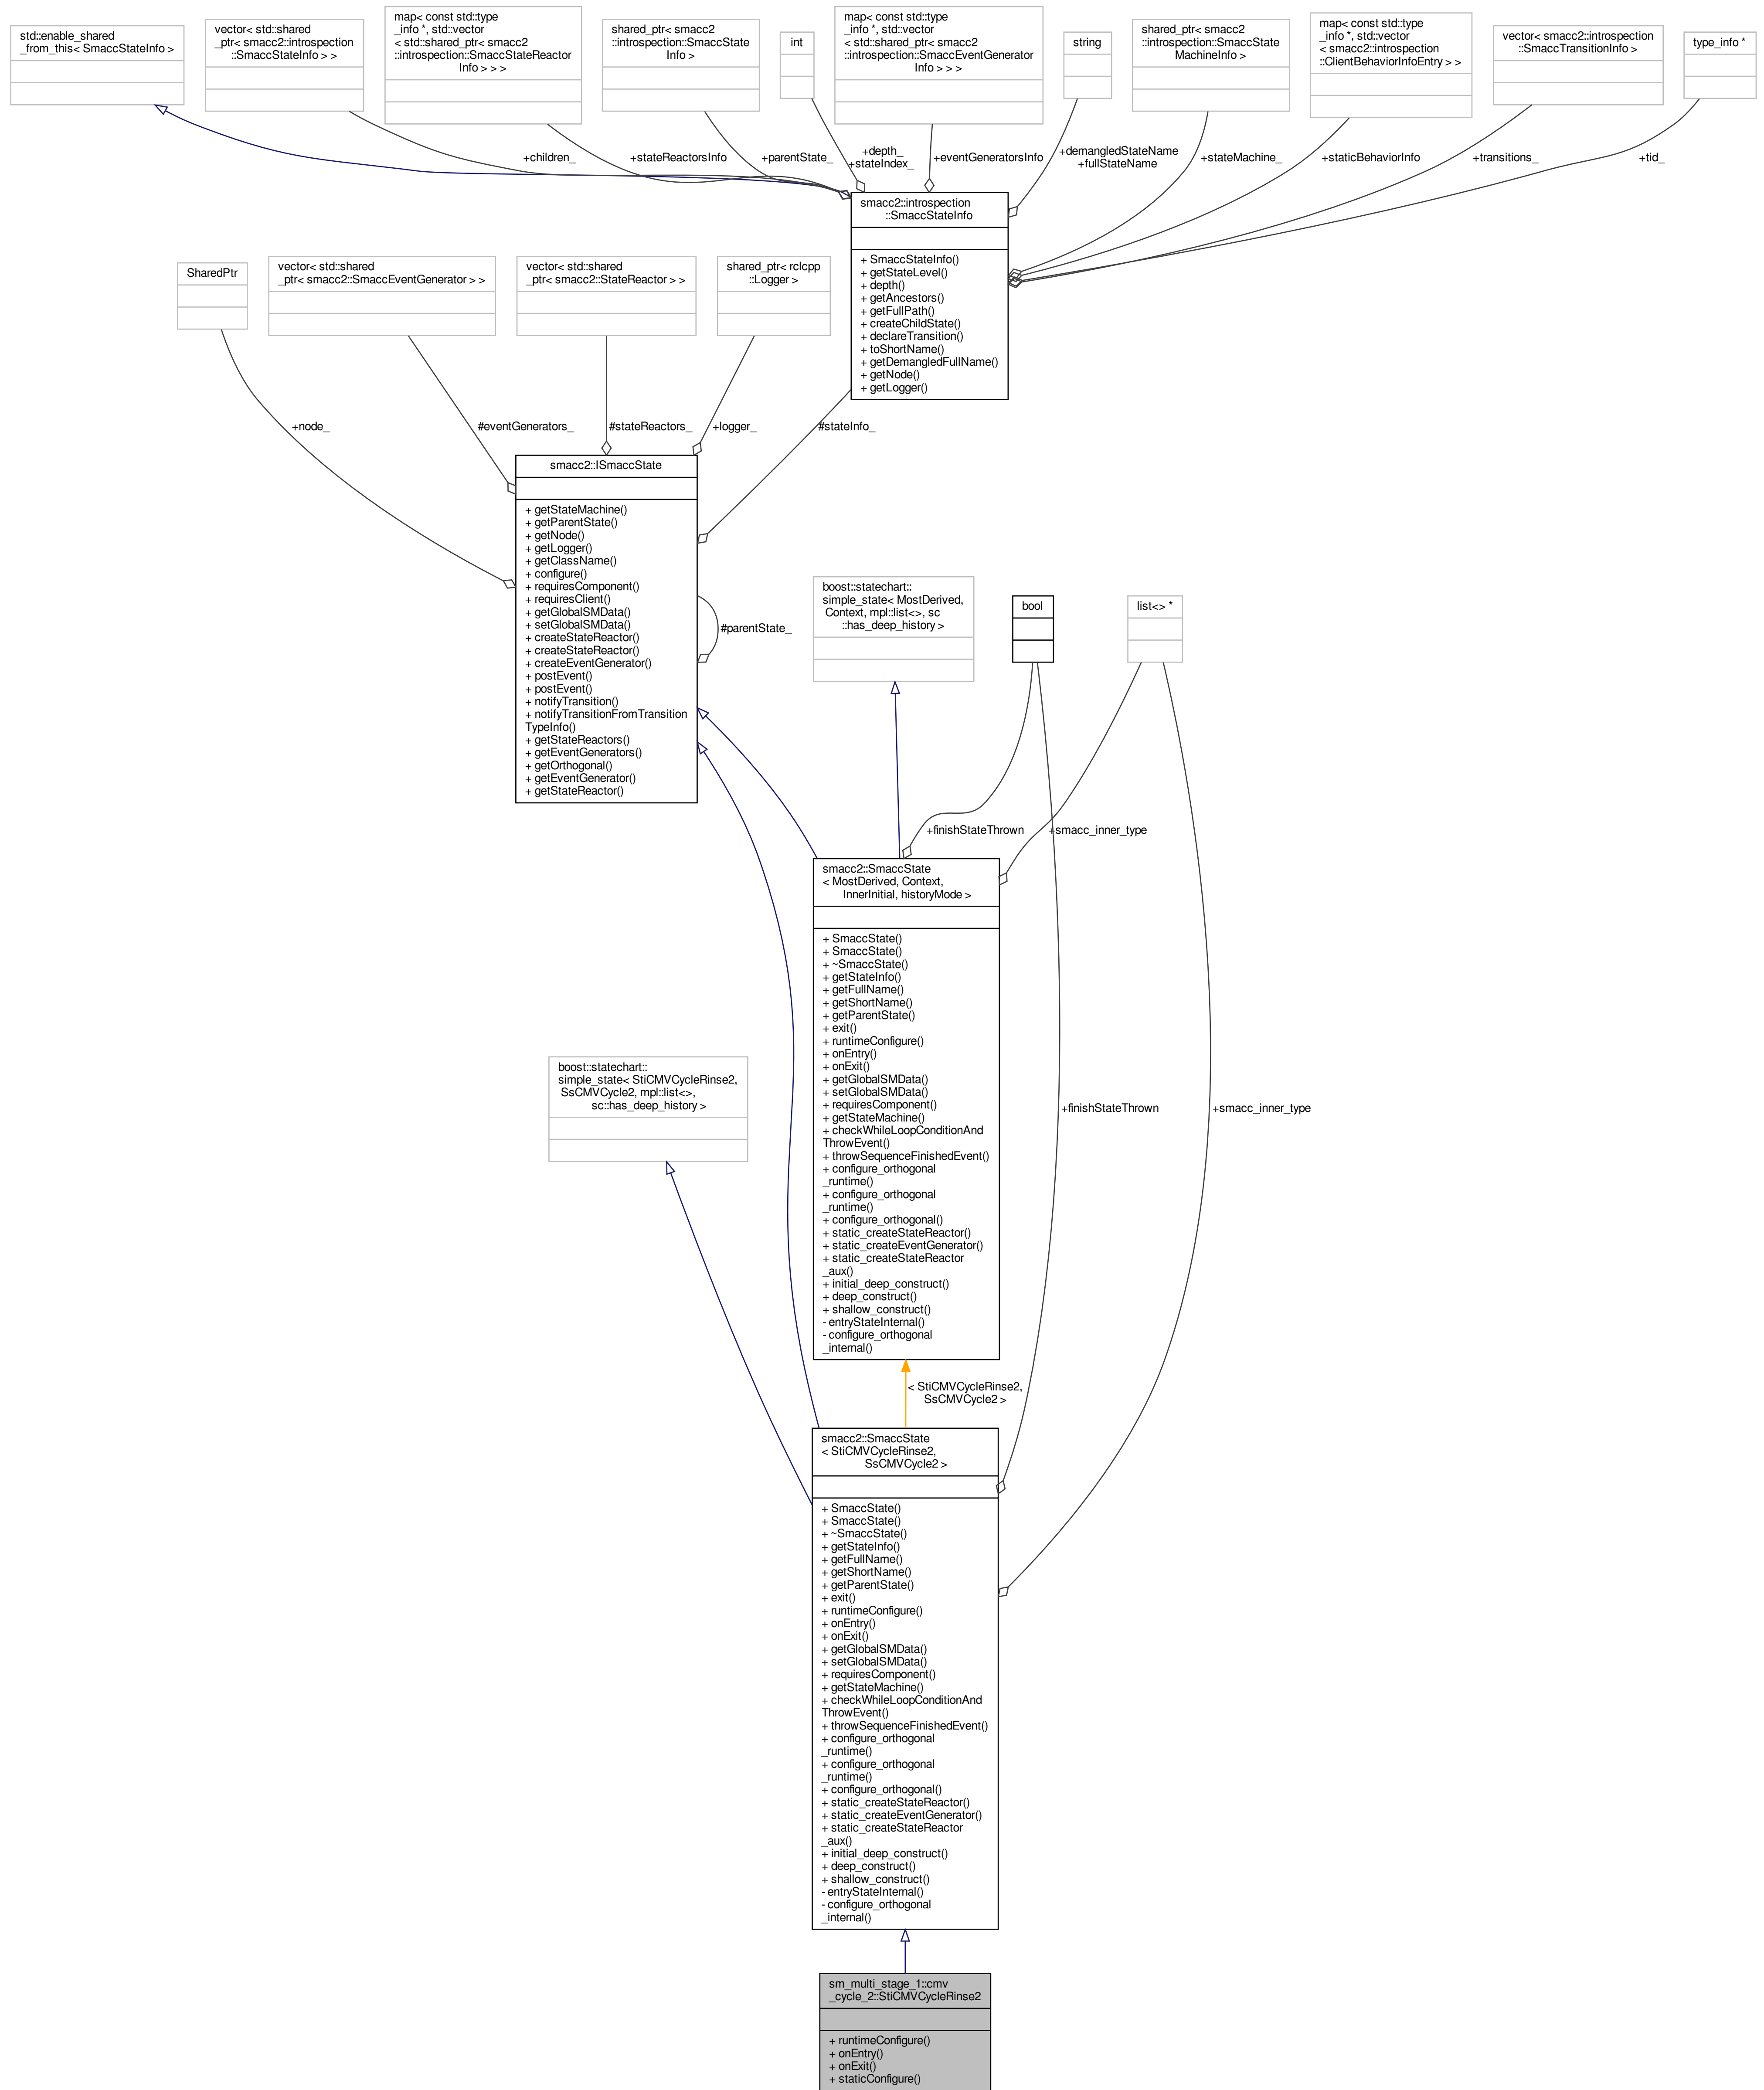 std::enable_shared
_from_this< SmaccStateInfo >
vector< std::shared
_ptr< smacc2::introspection
::SmaccStateInfo > >
map< const std::type
_info *, std::vector
< std::shared_ptr< smacc2
::introspection::SmaccStateReactor
Info > > >
shared_ptr< smacc2
::introspection::SmaccState
Info >
int
map< const std::type
_info *, std::vector
< std::shared_ptr< smacc2
::introspection::SmaccEventGenerator
Info > > >
string
shared_ptr< smacc2
::introspection::SmaccState
MachineInfo >
map< const std::type
_info *, std::vector
< smacc2::introspection
::ClientBehaviorInfoEntry > >
vector< smacc2::introspection
::SmaccTransitionInfo >
type_info *
+children_
+stateReactorsInfo
+parentState_
+depth_
+stateIndex_
+eventGeneratorsInfo
+demangledStateName
+fullStateName
+stateMachine_
+staticBehaviorInfo
+transitions_
+tid_
smacc2::introspection
::SmaccStateInfo
+ SmaccStateInfo()
+ getStateLevel()
+ depth()
+ getAncestors()
+ getFullPath()
+ createChildState()
+ declareTransition()
+ toShortName()
+ getDemangledFullName()
+ getNode()
+ getLogger()
SharedPtr
vector< std::shared
_ptr< smacc2::SmaccEventGenerator > >
vector< std::shared
_ptr< smacc2::StateReactor > >
shared_ptr< rclcpp
::Logger >
+node_
#eventGenerators_
#stateReactors_
+logger_
#stateInfo_
smacc2::ISmaccState
+ getStateMachine()
+ getParentState()
+ getNode()
+ getLogger()
+ getClassName()
+ configure()
+ requiresComponent()
+ requiresClient()
+ getGlobalSMData()
+ setGlobalSMData()
+ createStateReactor()
+ createStateReactor()
+ createEventGenerator()
+ postEvent()
+ postEvent()
+ notifyTransition()
+ notifyTransitionFromTransition
TypeInfo()
+ getStateReactors()
+ getEventGenerators()
+ getOrthogonal()
+ getEventGenerator()
+ getStateReactor()
#parentState_
boost::statechart::
simple_state< MostDerived,
Context, mpl::list<>, sc
::has_deep_history >
bool
list<> *
+finishStateThrown
+smacc_inner_type
smacc2::SmaccState
< MostDerived, Context,
InnerInitial, historyMode >
+ SmaccState()
+ SmaccState()
+ ~SmaccState()
+ getStateInfo()
+ getFullName()
+ getShortName()
+ getParentState()
+ exit()
+ runtimeConfigure()
+ onEntry()
+ onExit()
+ getGlobalSMData()
+ setGlobalSMData()
+ requiresComponent()
+ getStateMachine()
+ checkWhileLoopConditionAnd
ThrowEvent()
+ throwSequenceFinishedEvent()
+ configure_orthogonal
_runtime()
+ configure_orthogonal
_runtime()
+ configure_orthogonal()
+ static_createStateReactor()
+ static_createEventGenerator()
+ static_createStateReactor
_aux()
+ initial_deep_construct()
+ deep_construct()
+ shallow_construct()
- entryStateInternal()
- configure_orthogonal
_internal()
boost::statechart::
simple_state< StiCMVCycleRinse2,
SsCMVCycle2, mpl::list<>,
sc::has_deep_history >
+finishStateThrown
+smacc_inner_type
< StiCMVCycleRinse2,
SsCMVCycle2 >
smacc2::SmaccState
< StiCMVCycleRinse2,
SsCMVCycle2 >
+ SmaccState()
+ SmaccState()
+ ~SmaccState()
+ getStateInfo()
+ getFullName()
+ getShortName()
+ getParentState()
+ exit()
+ runtimeConfigure()
+ onEntry()
+ onExit()
+ getGlobalSMData()
+ setGlobalSMData()
+ requiresComponent()
+ getStateMachine()
+ checkWhileLoopConditionAnd
ThrowEvent()
+ throwSequenceFinishedEvent()
+ configure_orthogonal
_runtime()
+ configure_orthogonal
_runtime()
+ configure_orthogonal()
+ static_createStateReactor()
+ static_createEventGenerator()
+ static_createStateReactor
_aux()
+ initial_deep_construct()
+ deep_construct()
+ shallow_construct()
- entryStateInternal()
- configure_orthogonal
_internal()
sm_multi_stage_1::cmv
_cycle_2::StiCMVCycleRinse2
+ runtimeConfigure()
+ onEntry()
+ onExit()
+ staticConfigure()